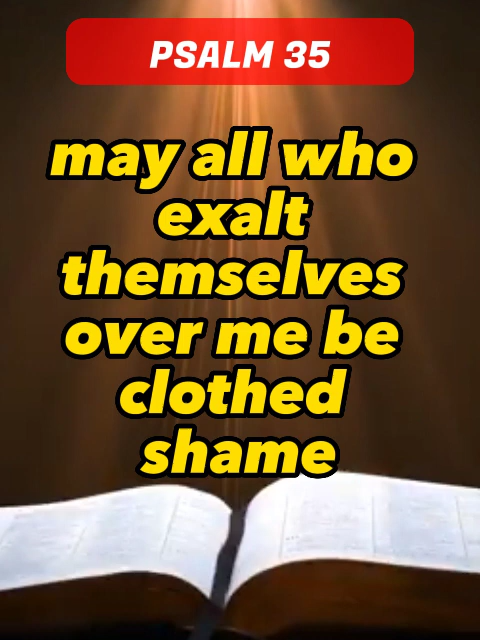 PSALM 35
may all who
exalt
themselves
over me be
clothed
shame